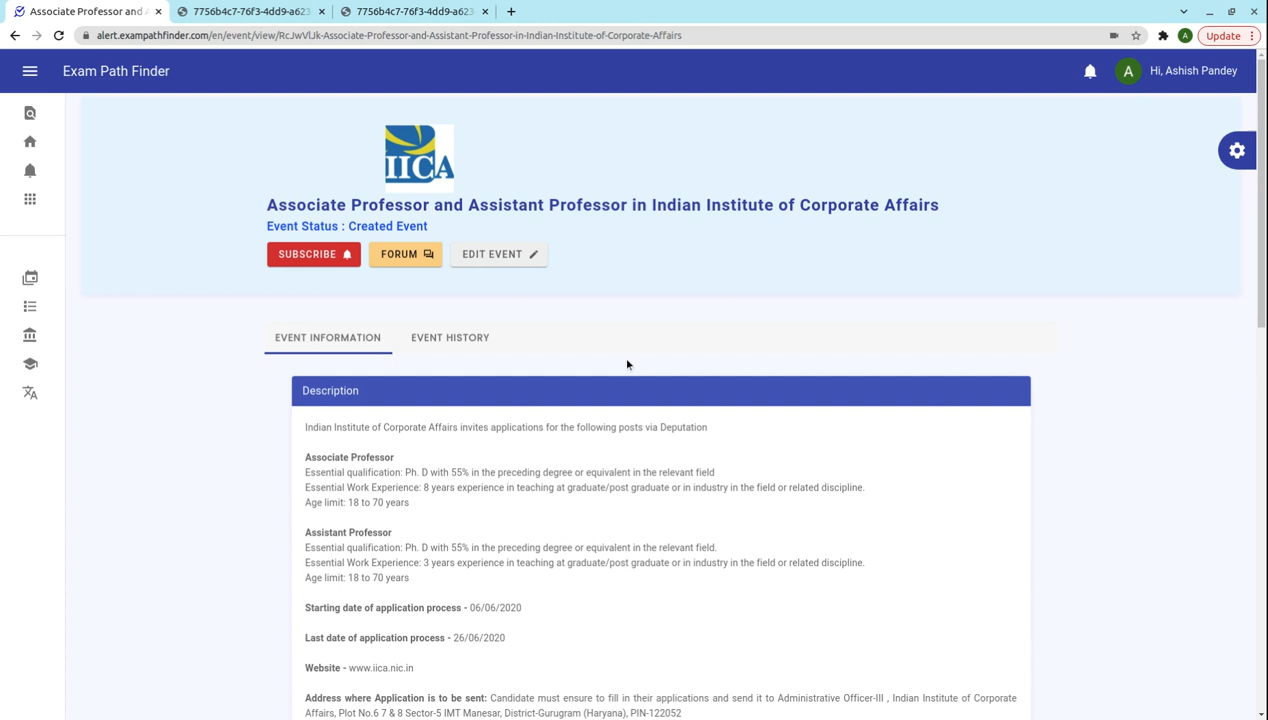 Associate Professor and A
7756b4c7-76f3-4dd9-a623
7756b4c7-76f3-4dd9-a623
alert.exampathfinder.com/en/event/view/RcJwVlJk-Associate-Professor-and-Assistant-Professor-in-Indian-Institute-of-Corporate-Affairs
A
Update
Exam Path Finder
A
Hi, Ashish Pandey
IICA
Associate Professor and Assistant Professor in Indian Institute of Corporate Affairs
Event Status : Created Event
SUBSCRIBE
FORUM
EDIT EVENT
EVENT INFORMATION
EVENT HISTORY
Description
Indian Institute of Corporate Affairs invites applications for the following posts via Deputation
Associate Professor
Essential qualification: Ph. D with 55% in the preceding degree or equivalent in the relevant field
Essential Work Experience: 8 years experience in teaching at graduate/post graduate or in industry in the field or related discipline.
Age limit: 18 to 70 years
Assistant Professor
Essential qualification: Ph. D with 55% in the preceding degree or equivalent in the relevant field.
Essential Work Experience: 3 years experience in teaching at graduate/post graduate or in industry in the field or related discipline.
Age limit: 18 to 70 years
Starting date of application process - 06/06/2020
Last date of application process - 26/06/2020
Website - www.iica.nic.in
Address where Application is to be sent: Candidate must ensure to fill in their applications and send it to Administrative Officer-III , Indian Institute of Corporate
Affairs, Plot No.6 7 & 8 Sector-5 IMT Manesar, District-Gurugram (Haryana), PIN-122052